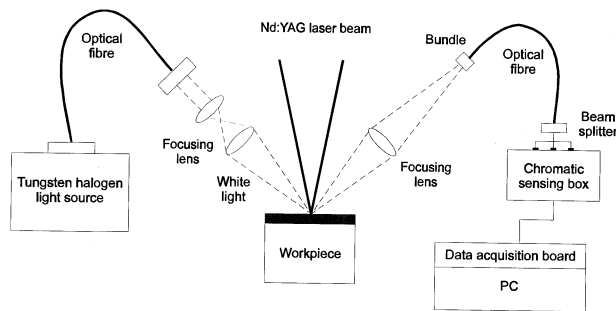 Nd:YAG laser beam
Optical
fibre
Bundle
Optical
fibre
Focusing
lens
White
light
Focusing
lens
Beam
splitter
Tungsten halogen
light source
Chromatic
sensing box
Workpiece
Data acquisition board
PC